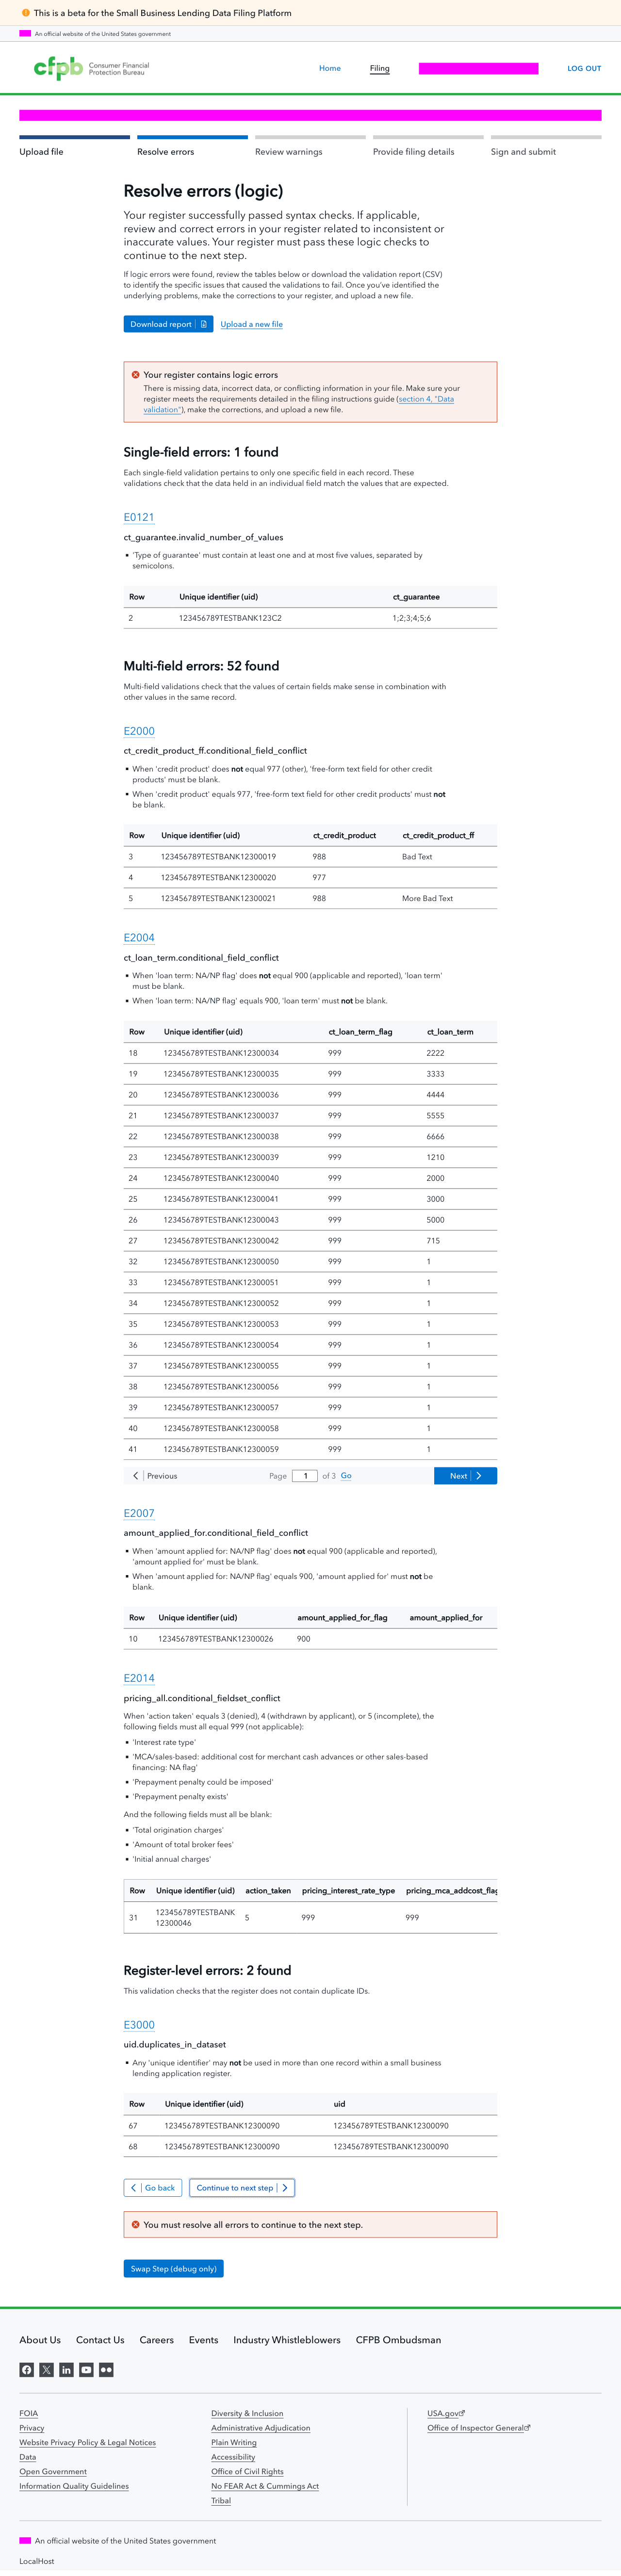 This is a beta for the Small Business Lending Data Filing Platform
An official website of the United States government
cfpb Consumer Financial
Protection Bureau
Home Filing LOG OUT
Upload file Resolve errors Review warnings Provide filing details Sign and submit
Resolve errors (logic)
Your register successfully passed syntax checks. If applicable,
review and correct errors in your register related to inconsistent or
inaccurate values. Your register must pass these logic checks to
continue to the next step.
If logic errors were found, review the tables below or download the validation report (CSV)
to identify the specific issues that caused the validations to fail. Once you've identified the
underlying problems, make the corrections to your register, and upload a new file.
Download report Upload a new file
Your register contains logic errors
There is missing data, incorrect data, or conflicting information in your file. Make sure your
register meets the requirements detailed in the filing instructions guide (section 4, "Data
validation"), make the corrections, and upload a new file.
Single-field errors: 1 found
Each single-field validation pertains to only one specific field in each record. These
validations check that the data held in an individual field match the values that are expected.
E0121
ct_guarantee.invalid_number_of_values
'Type of guarantee' must contain at least one and at most five values, separated by
semicolons.
Row Unique identifier (uid) ct_guarantee
2 123456789TESTBANK123C2 1;2;3;4;5;6
Multi-field errors: 52 found
Multi-field validations check that the values of certain fields make sense in combination with
other values in the same record.
E2000
ct_credit_product_ff.conditional_field_conflict
When 'credit product' does not equal 977 (other), 'free-form text field for other credit
products' must be blank.
When 'credit product' equals 977, 'free-form text field for other credit products' must not
be blank.
Row Unique identifier (uid) ct_credit_product ct_credit_product_ff
3 123456789TESTBANK12300019 988 Bad Text
4 123456789TESTBANK12300020 977
5 123456789TESTBANK12300021 988 More Bad Text
E2004
ct_loan_term.conditional_field_conflict
When 'loan term: NA/NP flag' does not equal 900 (applicable and reported), 'loan term'
must be blank.
When 'loan term: NA/NP flag' equals 900, 'loan term' must not be blank.
Row Unique identifier (uid) ct_loan_term_flag ct_loan_term
18 123456789TESTBANK12300034 999 2222
19 123456789TESTBANK12300035 999 3333
20 123456789TESTBANK12300036 999 4444
21 123456789TESTBANK12300037 999 5555
22 123456789TESTBANK12300038 999 6666
23 123456789TESTBANK12300039 999 1210
24 123456789TESTBANK12300040 999 2000
25 123456789TESTBANK12300041 999 3000
26 123456789TESTBANK12300043 999 5000
27 123456789TESTBANK12300042 999 715
32 123456789TESTBANK12300050 999 1
33 123456789TESTBANK12300051 999 1
34 123456789TESTBANK12300052 999 1
35 123456789TESTBANK12300053 999 1
36 123456789TESTBANK12300054 999 1
37 123456789TESTBANK12300055 999 1
38 123456789TESTBANK12300056 999 1
39 123456789TESTBANK12300057 999 1
40 123456789TESTBANK12300058 999 1
41 123456789TESTBANK12300059 999 1
Previous Page 1 of 3 Go Next
E2007
amount_applied_for.conditional_field_conflict
When 'amount applied for: NA/NP flag' does not equal 900 (applicable and reported),
'amount applied for' must be blank.
When 'amount applied for: NA/NP flag' equals 900, 'amount applied for' must not be
blank.
Row Unique identifier (uid) amount_applied_for_flag amount_applied_for
10 123456789TESTBANK12300026 900
E2014
pricing_all.conditional_fieldset_conflict
When 'action taken' equals 3 (denied), 4 (withdrawn by applicant), or 5 (incomplete), the
following fields must all equal 999 (not applicable):
'Interest rate type'
'MCA/sales-based: additional cost for merchant cash advances or other sales-based
financing: NA flag'
'Prepayment penalty could be imposed'
'Prepayment penalty exists'
And the following fields must all be blank:
'Total origination charges'
'Amount of total broker fees'
'Initial annual charges'
Row Unique identifier (uid) action_taken pricing_interest_rate_type pricing_mca_addcost_flag
31 123456789TESTBANK
12300046 5 999 999
Register-level errors: 2 found
This validation checks that the register does not contain duplicate IDs.
E3000
uid.duplicates_in_dataset
Any 'unique identifier' may not be used in more than one record within a small business
lending application register.
Row Unique identifier (uid) uid
67 123456789TESTBANK12300090 123456789TESTBANK12300090
68 123456789TESTBANK12300090 123456789TESTBANK12300090
Go back Continue to next step
You must resolve all errors to continue to the next step.
Swap Step (debug only)
About Us Contact Us Careers Events Industry Whistleblowers CFPB Ombudsman
FOIA
Privacy
Website Privacy Policy & Legal Notices
Data
Open Government
Information Quality Guidelines
Diversity & Inclusion
Administrative Adjudication
Plain Writing
Accessibility
Office of Civil Rights
No FEAR Act & Cummings Act
Tribal
USA.gov
Office of Inspector General
An official website of the United States government
LocalHost